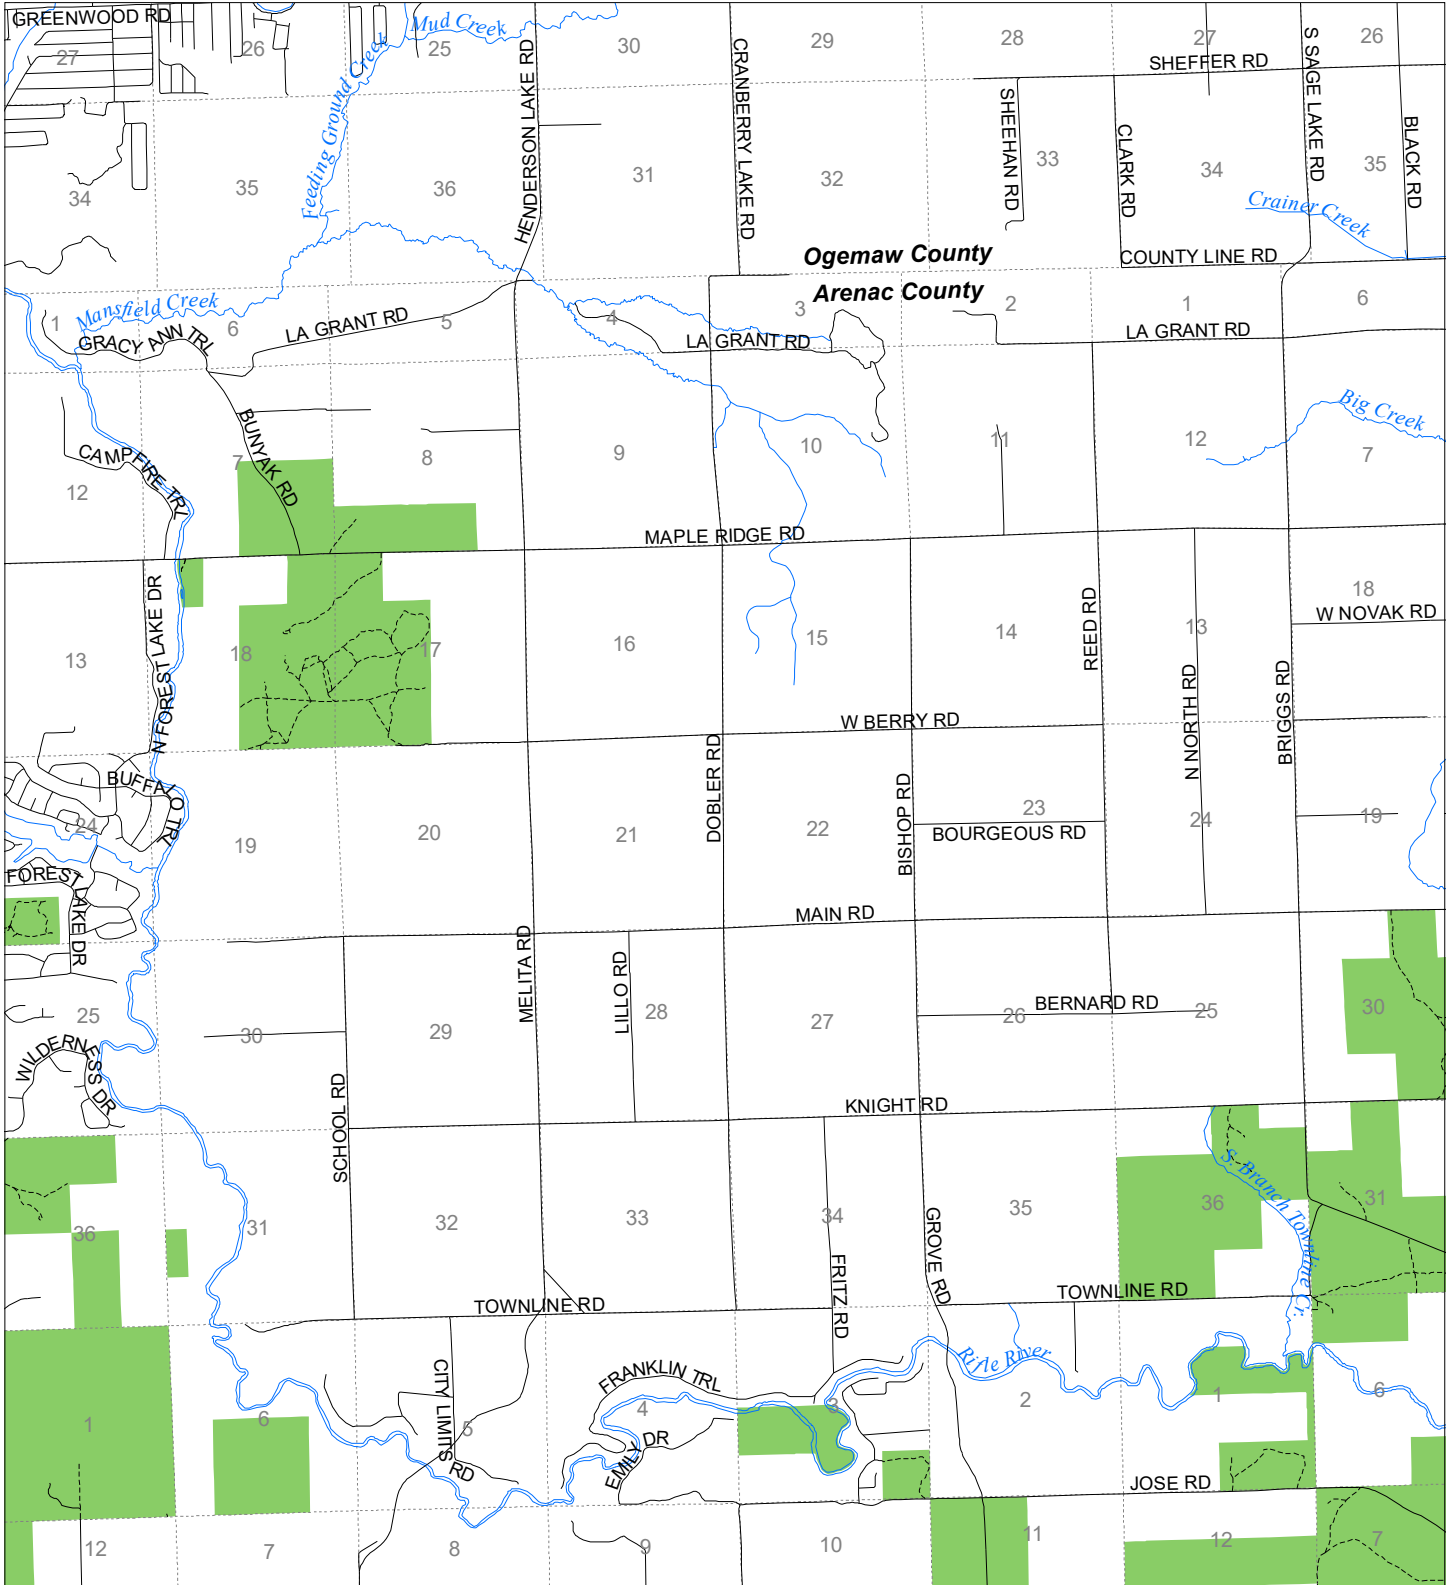 GREENWOOD RD
Mud Creek
27
26
25
30
29
28
27
26
SHEFFER RD
HENDERSON LAKE RD
CRANBERRY LAKE RD
S SAGE LAKE RD
Feeding Ground Creek
SHEEHAN RD
CLARK RD
BLACK RD
34
35
36
31
32
33
34
35
Crainer Creek
Ogemaw County
COUNTY LINE RD
Arenac County
Mansfield Creek
1
6
5
4
3
2
1
6
GRACY ANN TRL
LA GRANT RD
LA GRANT RD
LA GRANT RD
BUNYAK RD
Big Creek
CAMPFIRE TRL
12
7
8
9
10
11
12
7
MAPLE RIDGE RD
N FOREST LAKE DR
REED RD
18
W NOVAK RD
13
18
17
16
15
14
13
N NORTH RD
BRIGGS RD
W BERRY RD
BUFFALO TRL
DOBLER RD
BISHOP RD
24
19
20
21
22
23
24
19
BOURGEOUS RD
FOREST LAKE DR
MAIN RD
MELITA RD
LILLO RD
BERNARD RD
25
30
29
28
27
26
25
30
WILDERNESS DR
SCHOOL RD
KNIGHT RD
S. Branch Townline Cr.
36
31
32
33
34
35
36
31
GROVE RD
FRITZ RD
TOWNLINE RD
TOWNLINE RD
Rifle River
CITY LIMITS RD
FRANKLIN TRL
1
6
5
4
3
2
1
6
EMILY DR
JOSE RD
12
7
8
9
10
11
12
7